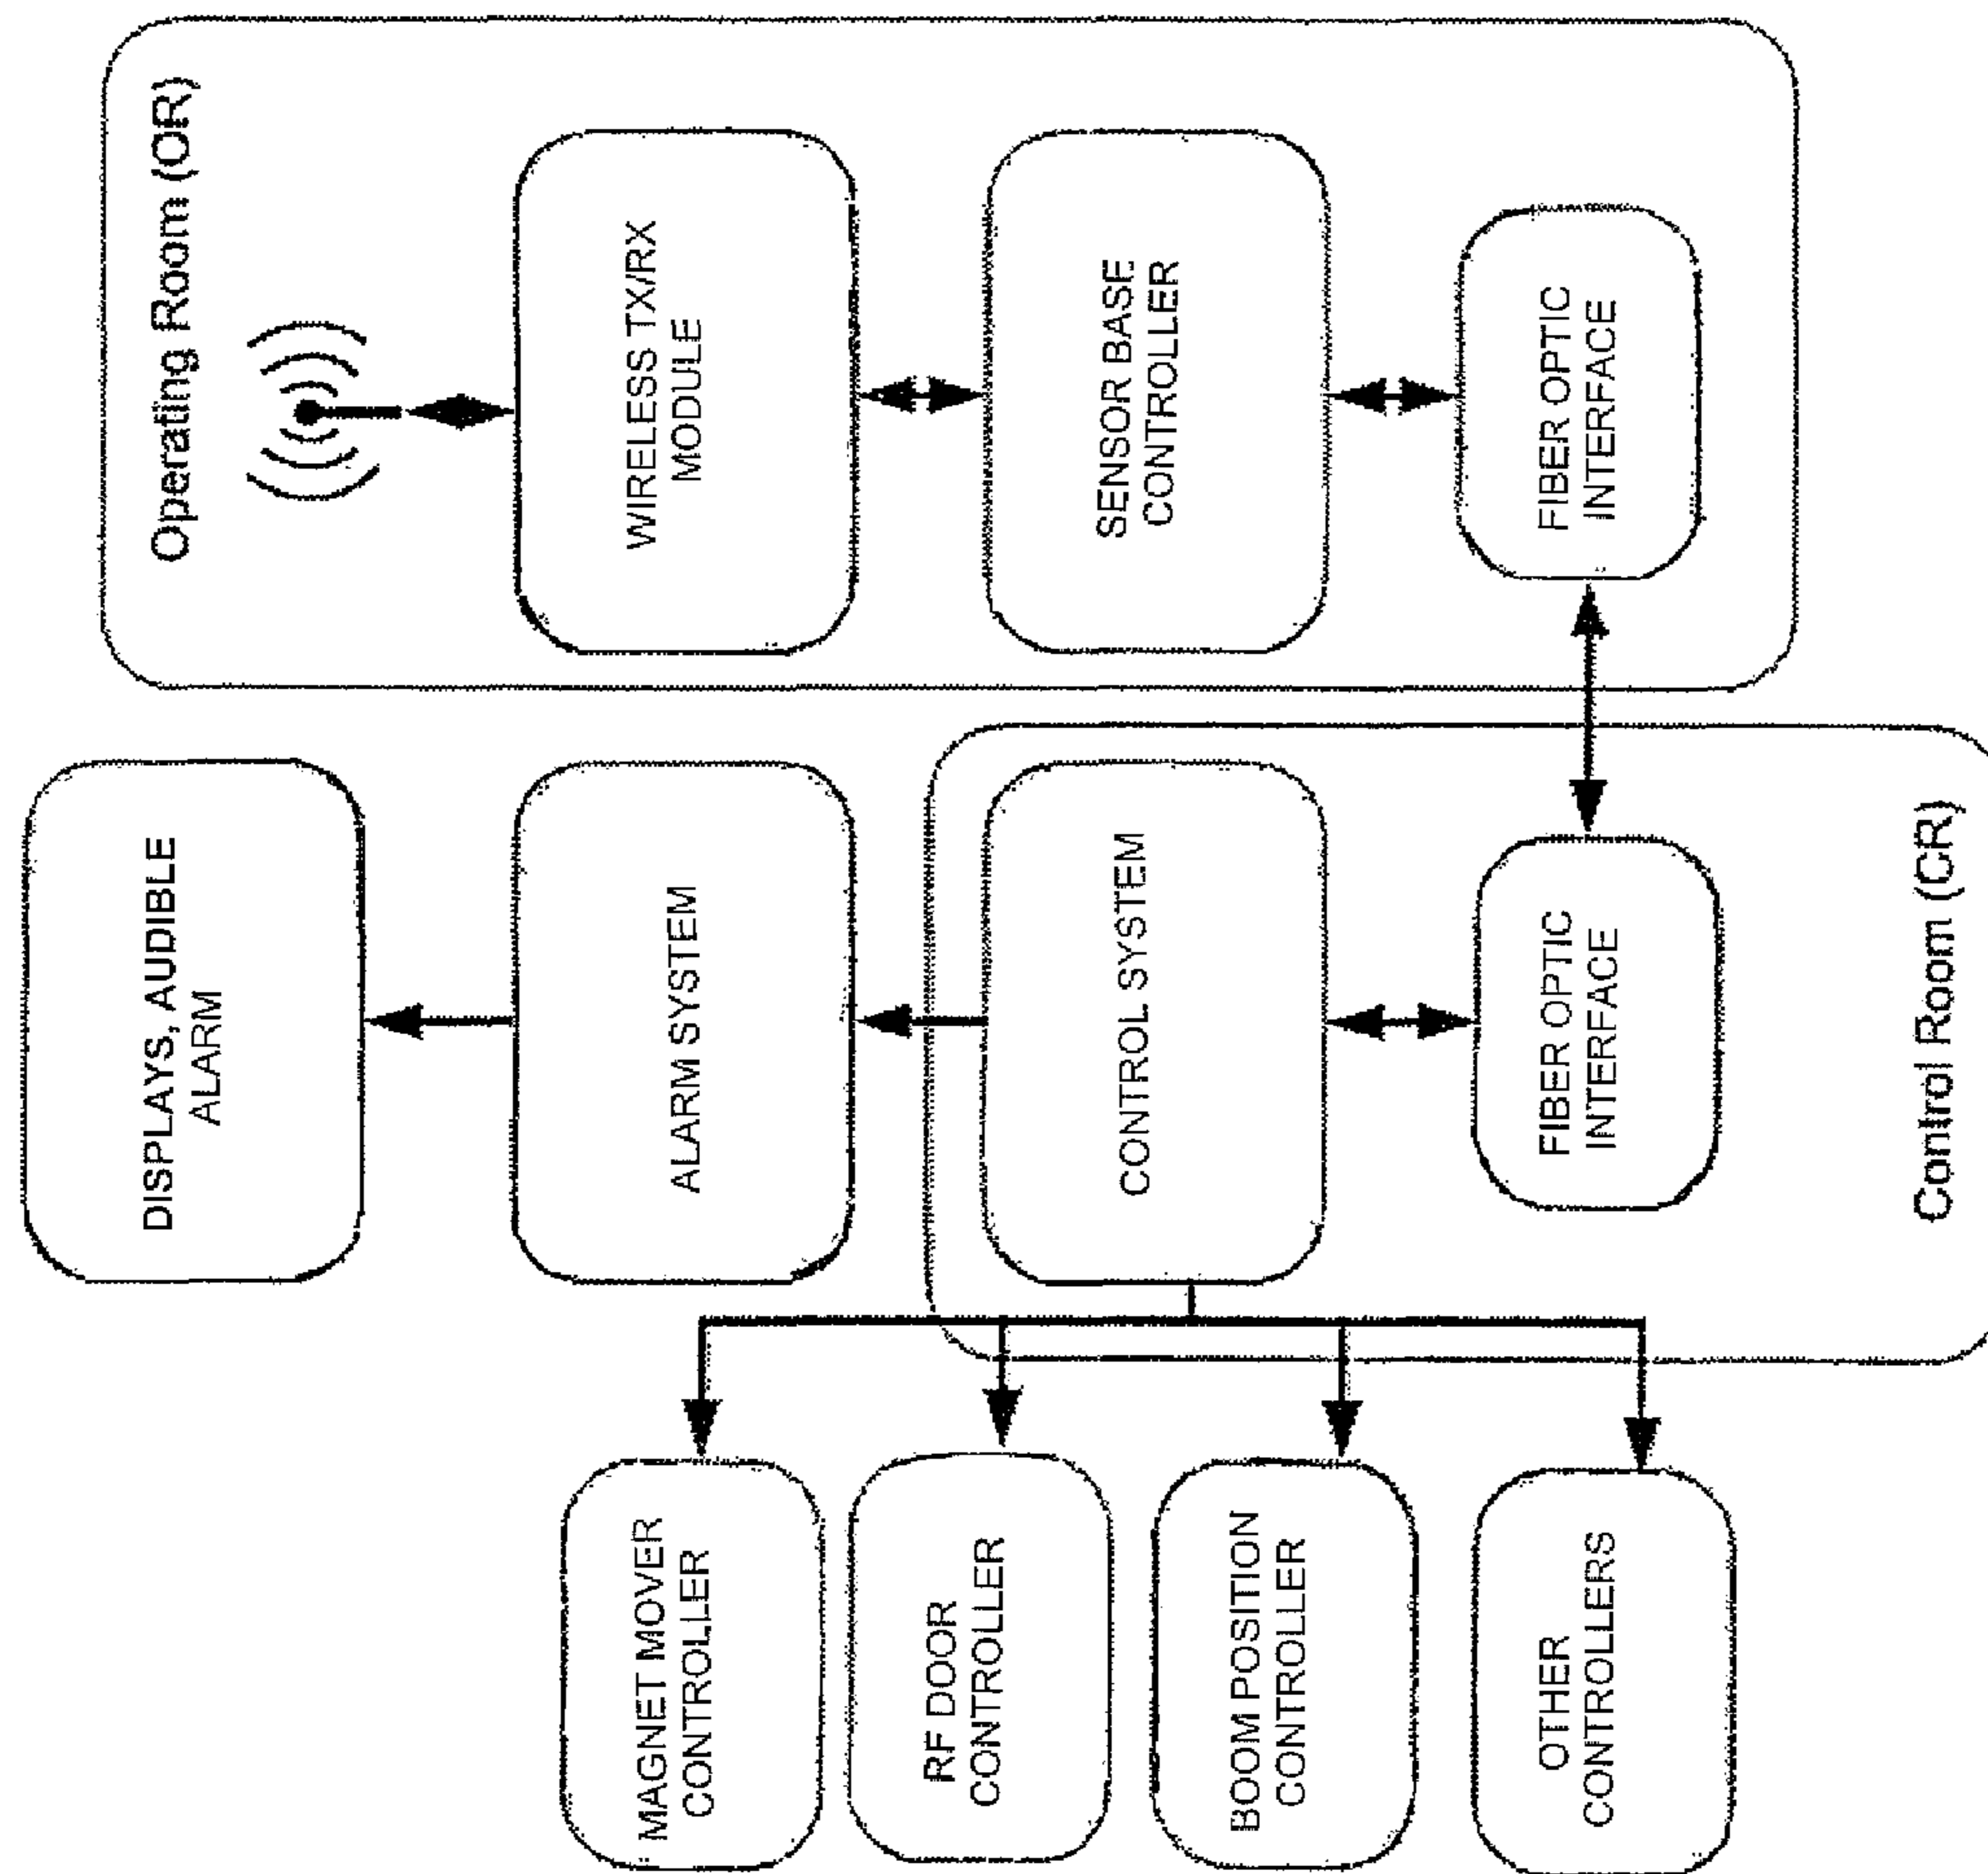 Operating Room (OR)
WIRELESS TX/RX
MODULE
SENSOR BASE
CONTROLLER
FIBER OPTIC
INTERFACE
DISPLAYS, AUDIBLE
ALARM
ALARM SYSTEM
CONTROL SYSTEM
FIBER OPTIC
INTERFACE
Control Room (CR)
MAGNET MOVER
CONTROLLER
RF DOOR
CONTROLLER
BOOM POSITION
CONTROLLER
OTHER
CONTROLLERS